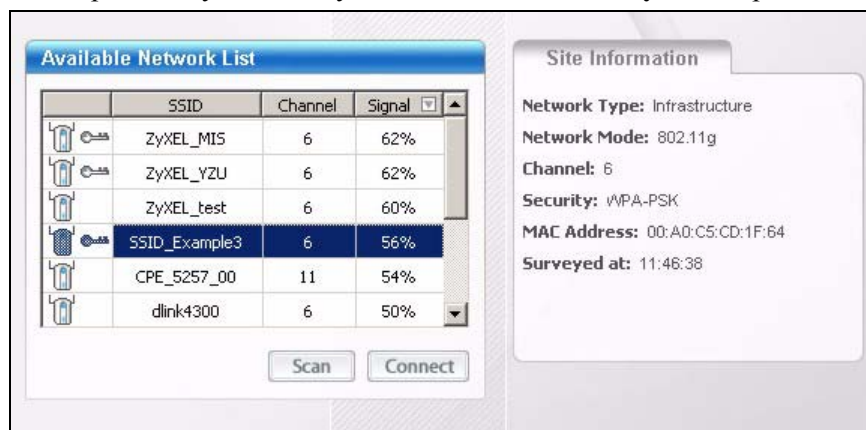 Available Network List
SSID Channel Signal
ZyXEL_MIS 6 62%
ZyXEL_YZU 6 62%
ZyXEL_test 6 60%
SSID_Example3 6 56%
CPE_5257_00 11 54%
dlink4300 6 50%
Scan Connect
Site Information
Network Type: Infrastructure
Network Mode: 802.11g
Channel: 6
Security: WPA-PSK
MAC Address: 00:A0:C5:CD:1F:64
Surveyed at: 11:46:38